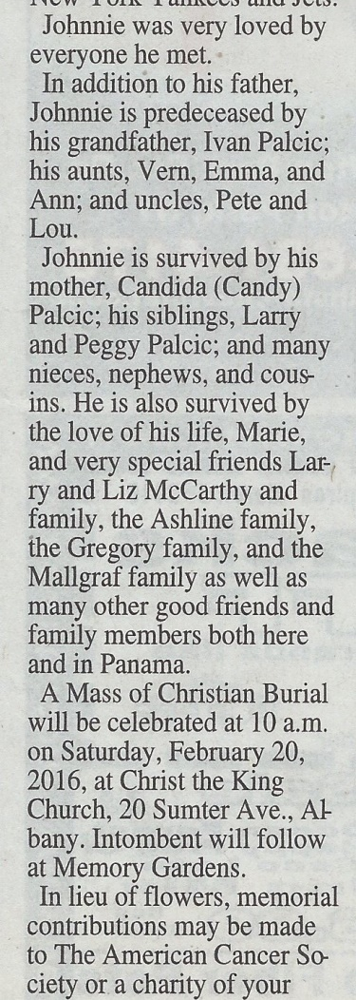 New York Yankees and Jets.
Johnnie was very loved by
everyone he met.
In addition to his father,
Johnnie is predeceased by
his grandfather, Ivan Palcic;
his aunts, Vern, Emma, and
Ann; and uncles, Pete and
Lou.
Johnnie is survived by his
mother, Candida (Candy)
Palcic; his siblings, Larry
and Peggy Palcic; and many
nieces, nephews, and cous-
ins. He is also survived by
the love of his life, Marie,
and very special friends Lar-
ry and Liz McCarthy and
family, the Ashline family,
the Gregory family, and the
Mallgraf family as well as
many other good friends and
family members both here
and in Panama.
A Mass of Christian Burial
will be celebrated at 10 a.m.
on Saturday, February 20,
2016, at Christ the King
Church, 20 Sumter Ave., Al-
bany. Intombent will follow
at Memory Gardens.
In lieu of flowers, memorial
contributions may be made
to The American Cancer So-
ciety or a charity of your